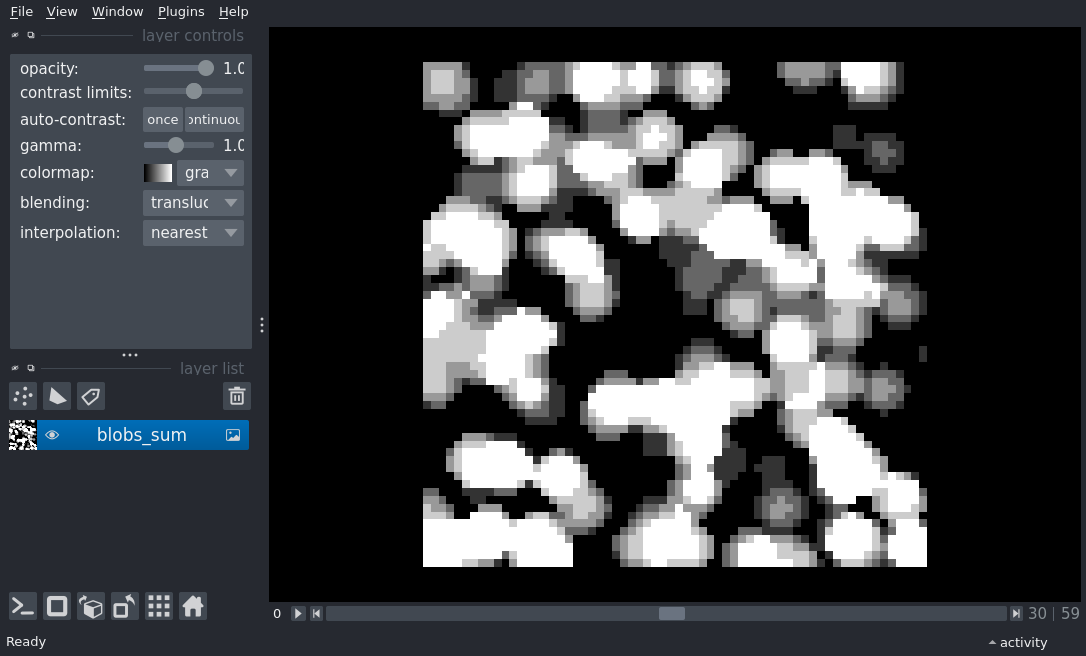 File View Window Plugins Help
layer controls
opacity: 1.0
contrast limits:
auto-contrast: once ontinuou
gamma: 1.0
colormap: gra
blending: transluc
interpolation: nearest
layer list
blobs_sum
0 30 | 59
Ready activity